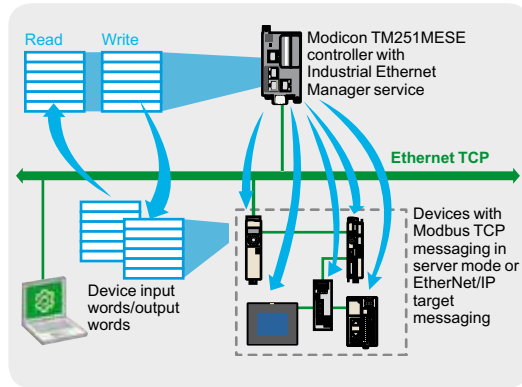 Read
Write
Modicon TM251MESE
controller with
Industrial Ethernet
Manager service
Ethernet TCP
Devices with
Modbus TCP
messaging in
server mode or
EtherNet/IP
target
messaging
Device input
words/output
words